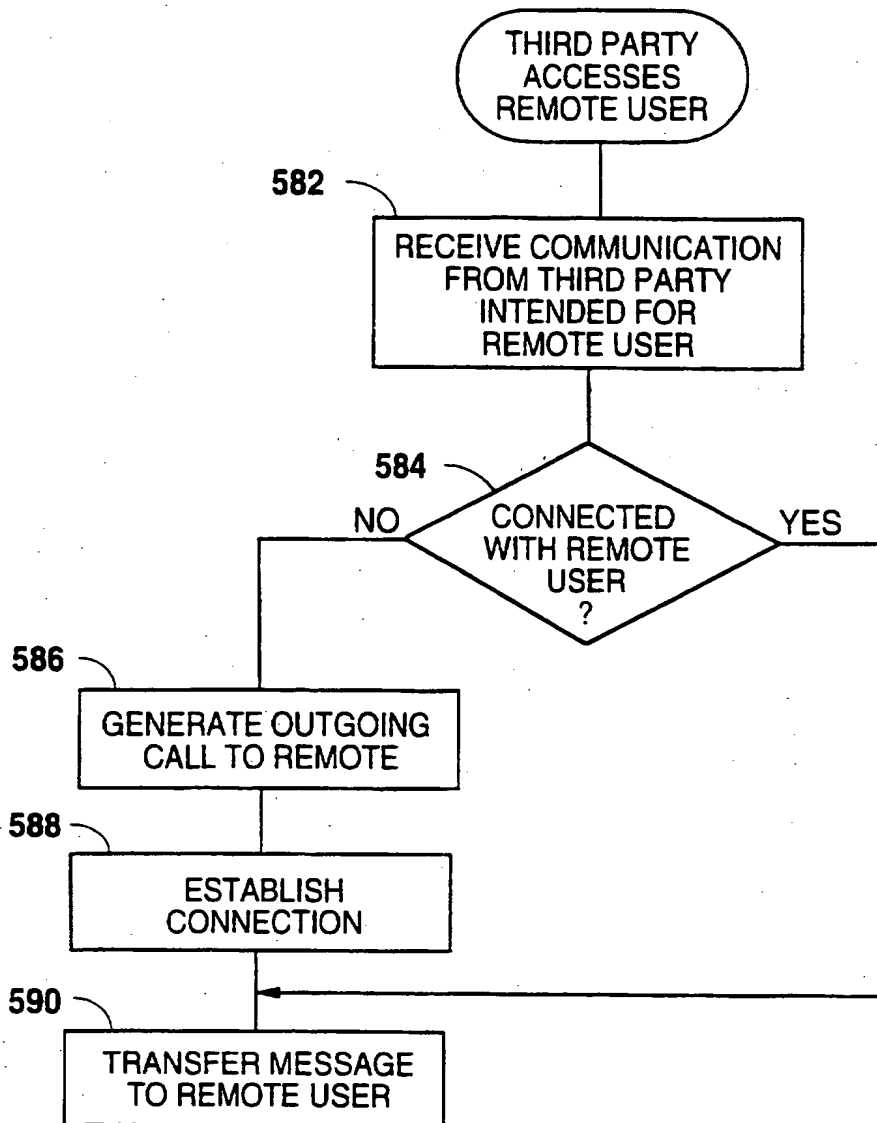 THIRD PARTY
ACCESSES
REMOTE USER
582
RECEIVE COMMUNICATION
FROM THIRD PARTY
INTENDED FOR
REMOTE USER
584
NO
CONNECTED
WITH REMOTE
USER
?
YES
586
GENERATE OUTGOING
CALL TO REMOTE
588
ESTABLISH
CONNECTION
590
TRANSFER MESSAGE
TO REMOTE USER